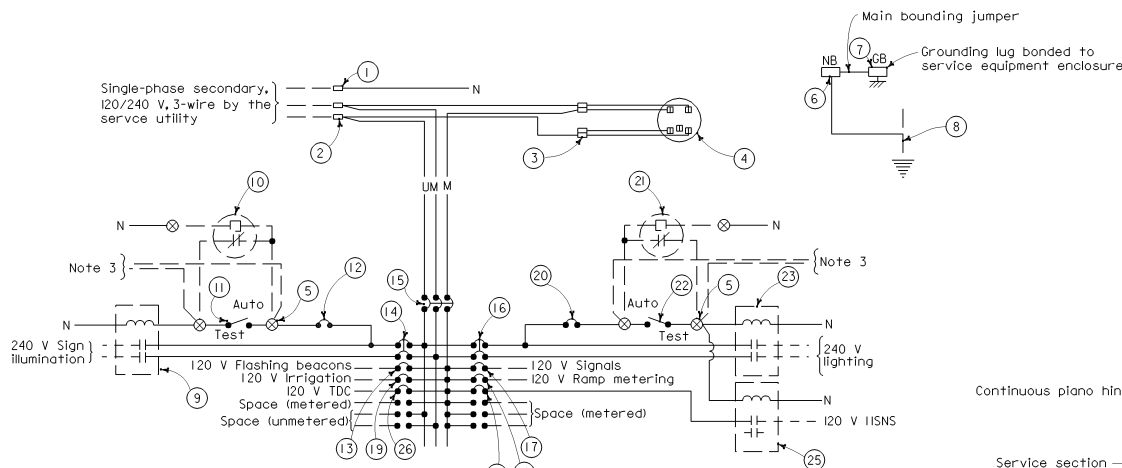 Main bounding jumper
7
NB
GB
Grounding lug bonded to
service equipment enclosure
6
8
1
Single-phase secondary,
120/240 V, 3-wire by the
servce utility
N
2
3
4
UM
M
10
21
N
N
Note 3
Note 3
11
Auto
5
12
15
20
Auto
22
5
23
Test
14
16
Test
N
N
240 V Sign
illumination
240 V
lighting
120 V Flashing beacons
120 V Signals
120 V Irrigation
120 V Ramp metering
120 V TDC
9
Space (metered)
Space (metered)
Space (unmetered)
N
120 V IISNS
Continuous piano hin
13
19
26
17
25
Service section